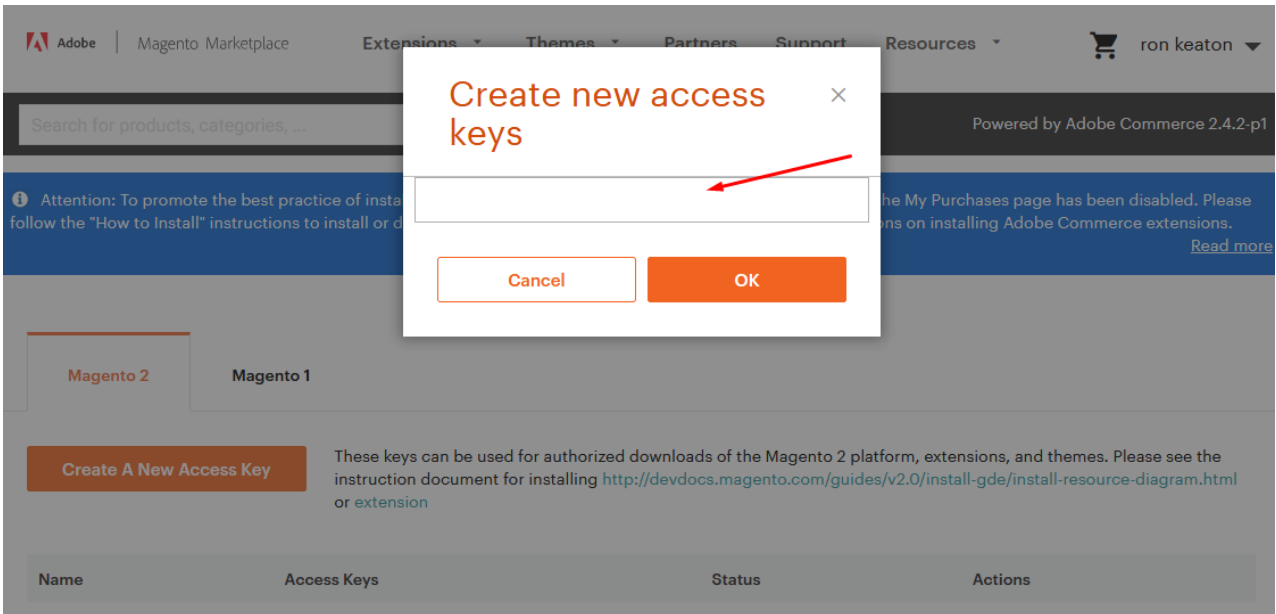 Adobe Magento Marketplace Extensions Themes Partners Support Resources ron keaton
Create new access
keys
Search for products, categories, ...
Powered by Adobe Commerce 2.4.2-p1
Attention: To promote the best practice of insta he My Purchases page has been disabled. Please
follow the "How to Install" instructions to install or d ns on installing Adobe Commerce extensions.
Read more
Cancel OK
Magento 2 Magento 1
Create A New Access Key
These keys can be used for authorized downloads of the Magento 2 platform, extensions, and themes. Please see the
instruction document for installing http://devdocs.magento.com/guides/v2.0/install-gde/install-resource-diagram.html
or extension
Name Access Keys Status Actions